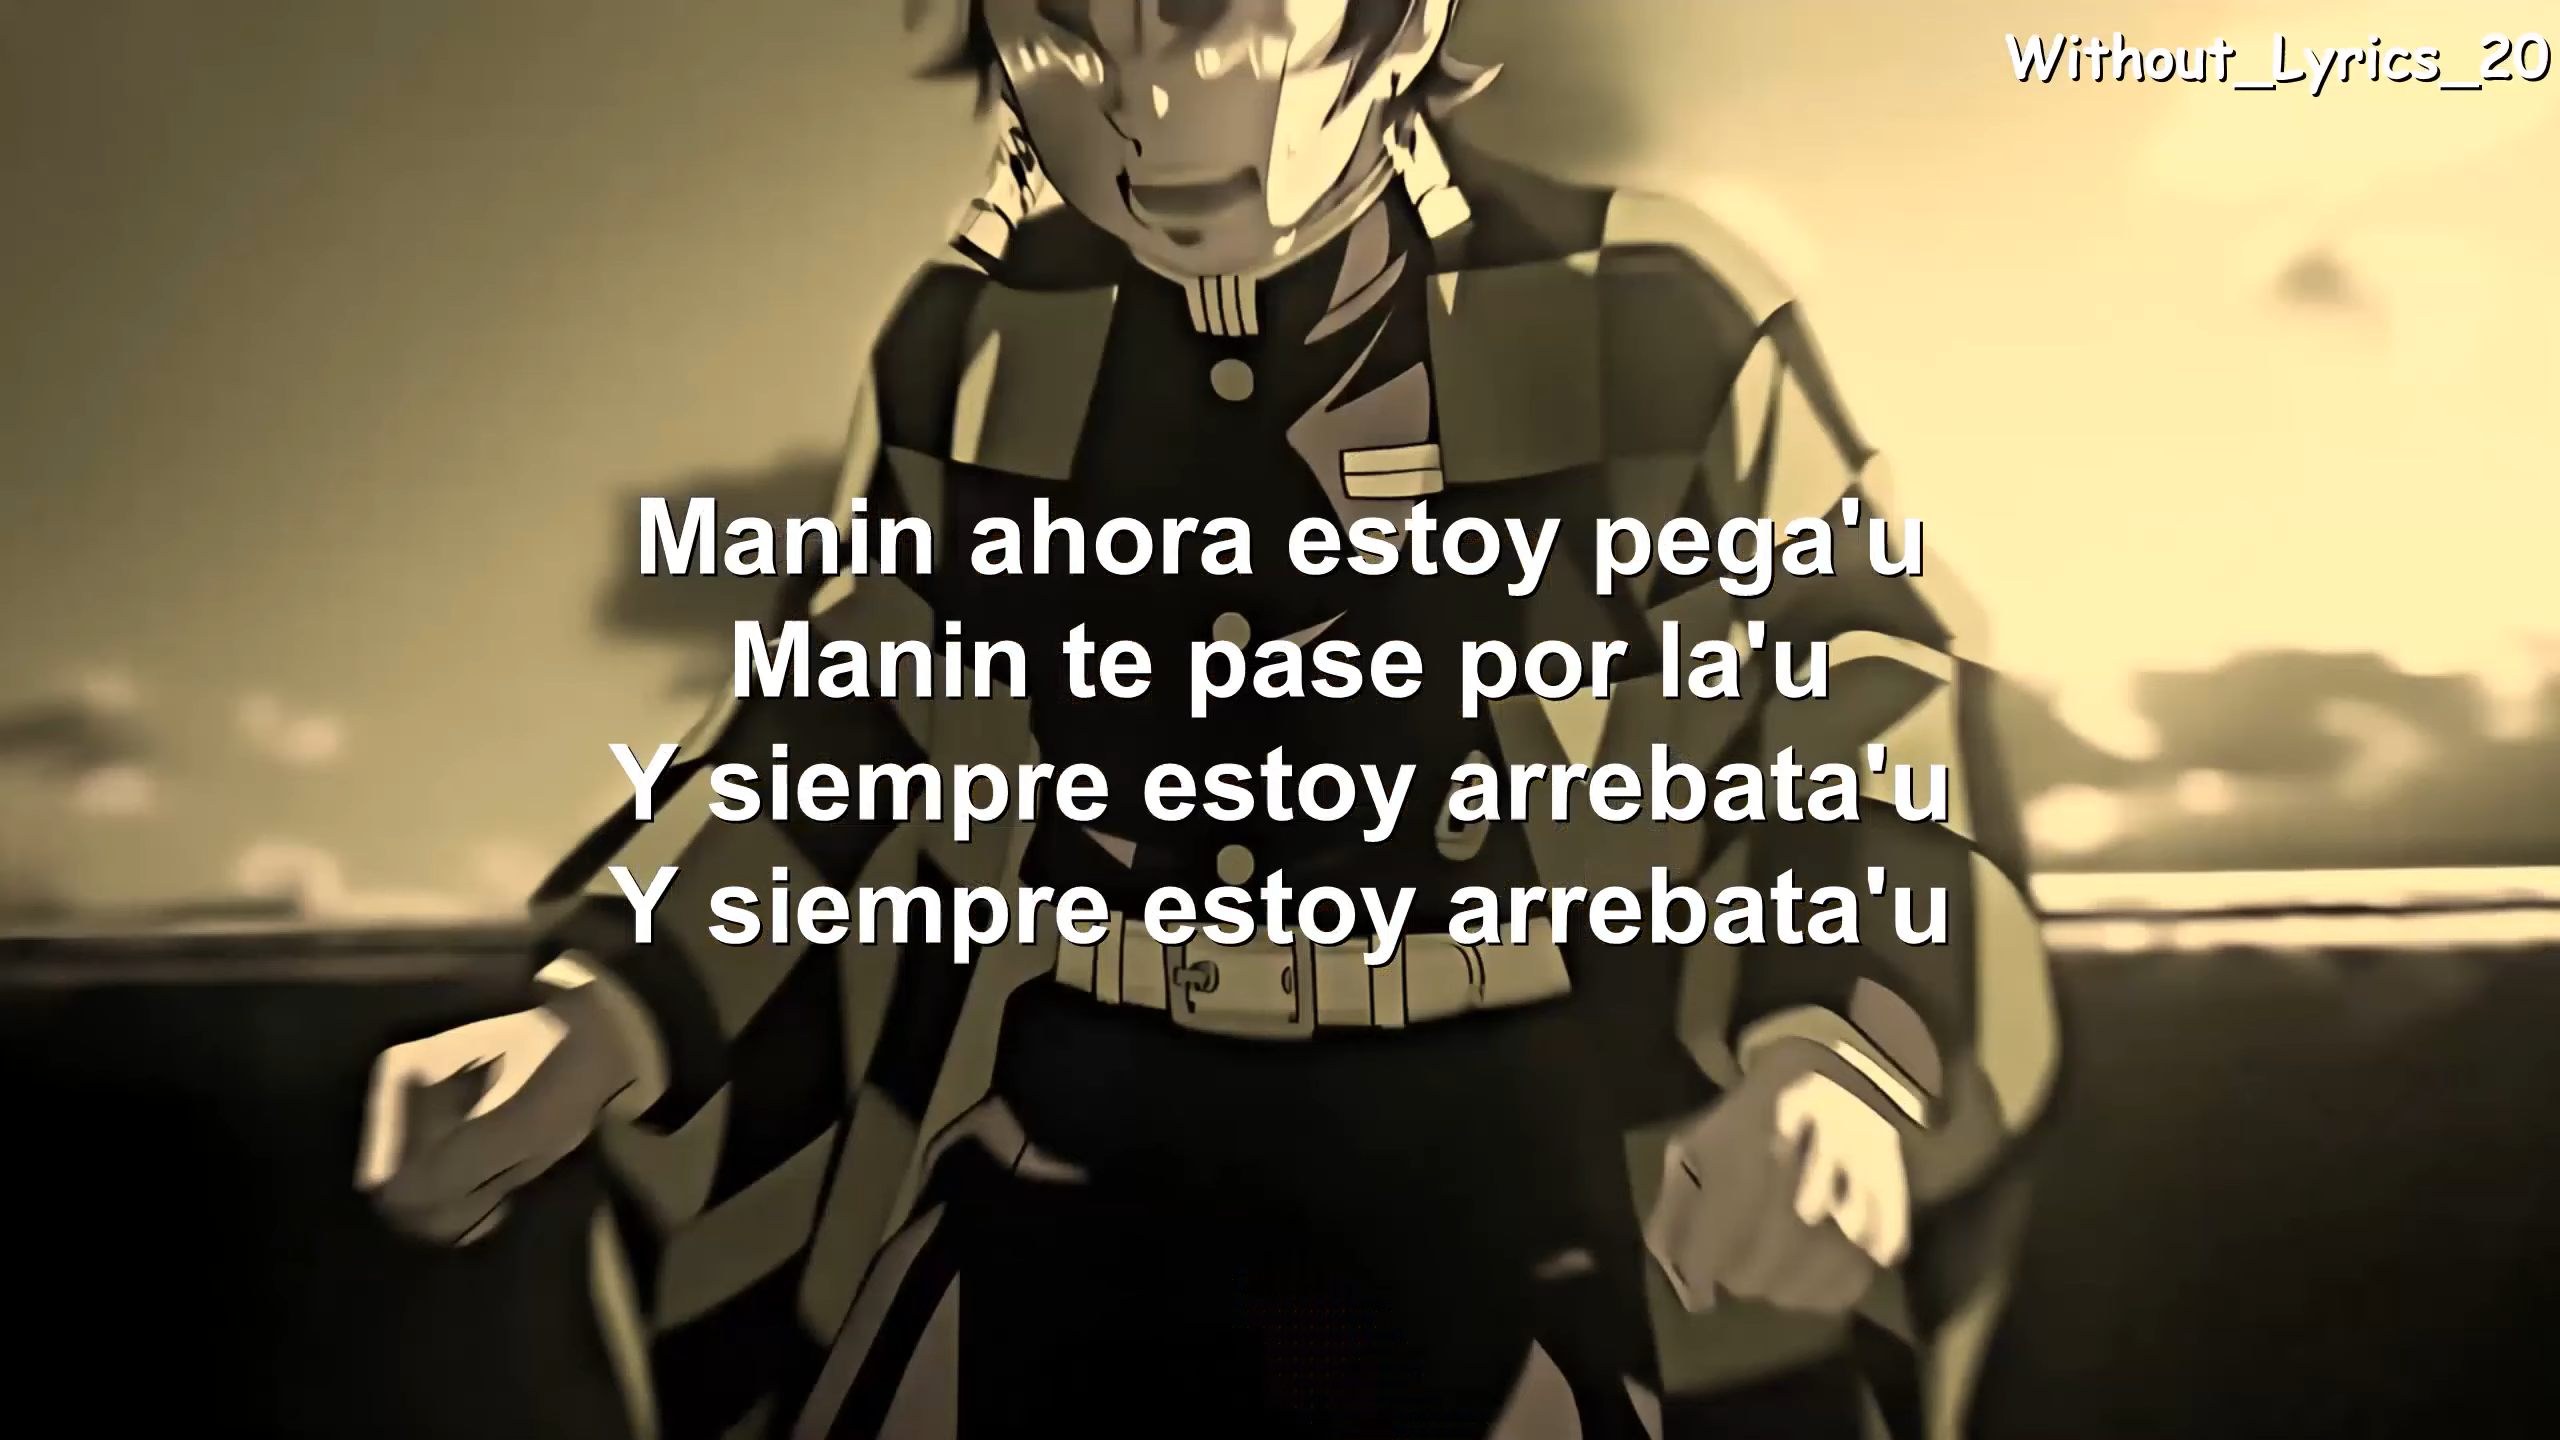 Without_Lyrics_20
Manin ahora estoy pega'u
Manin te pase por la'u
Y siempre estoy arrebata'u
Y siempre estoy arrebata'u